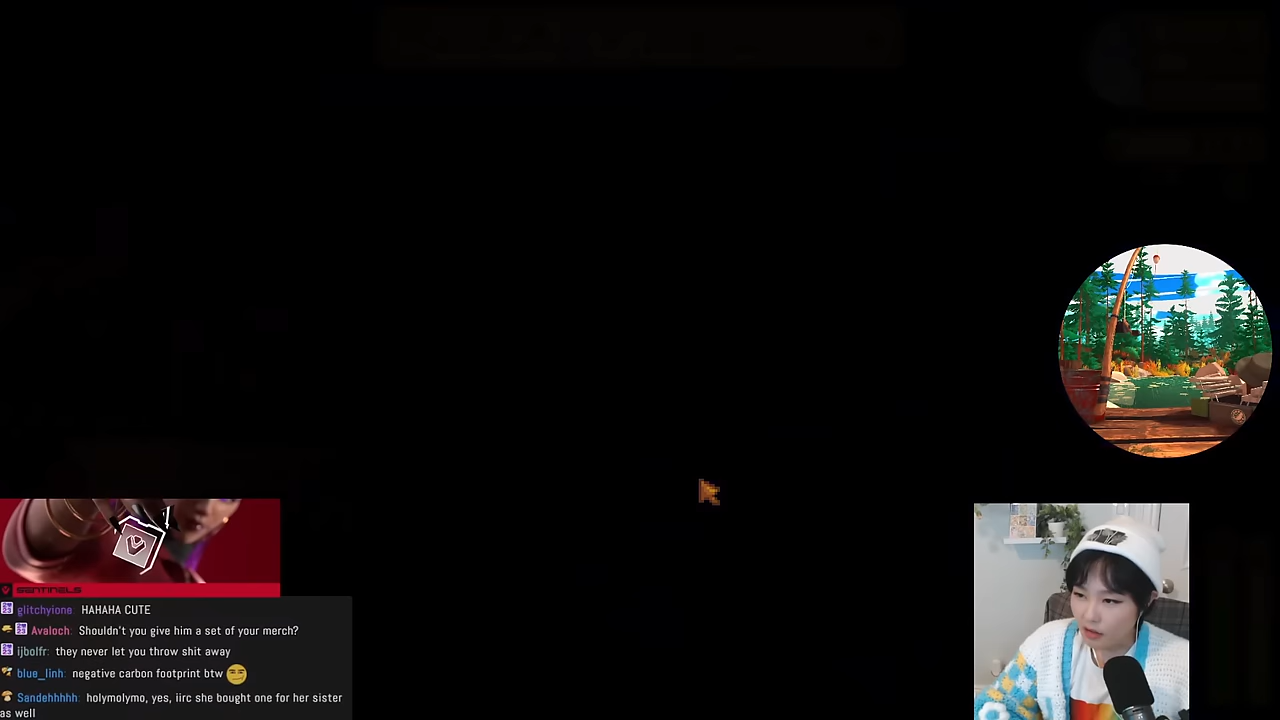 SENTINELS
glitchyione: HAHAHA CUTE
Avaloch: Shouldn't you give him a set of your merch?
ijbolfr: they never let you throw shit away
blue_linh: negative carbon footprint btw
Sandehhhhh: holymolymo, yes, iirc she bought one for her sister
as well